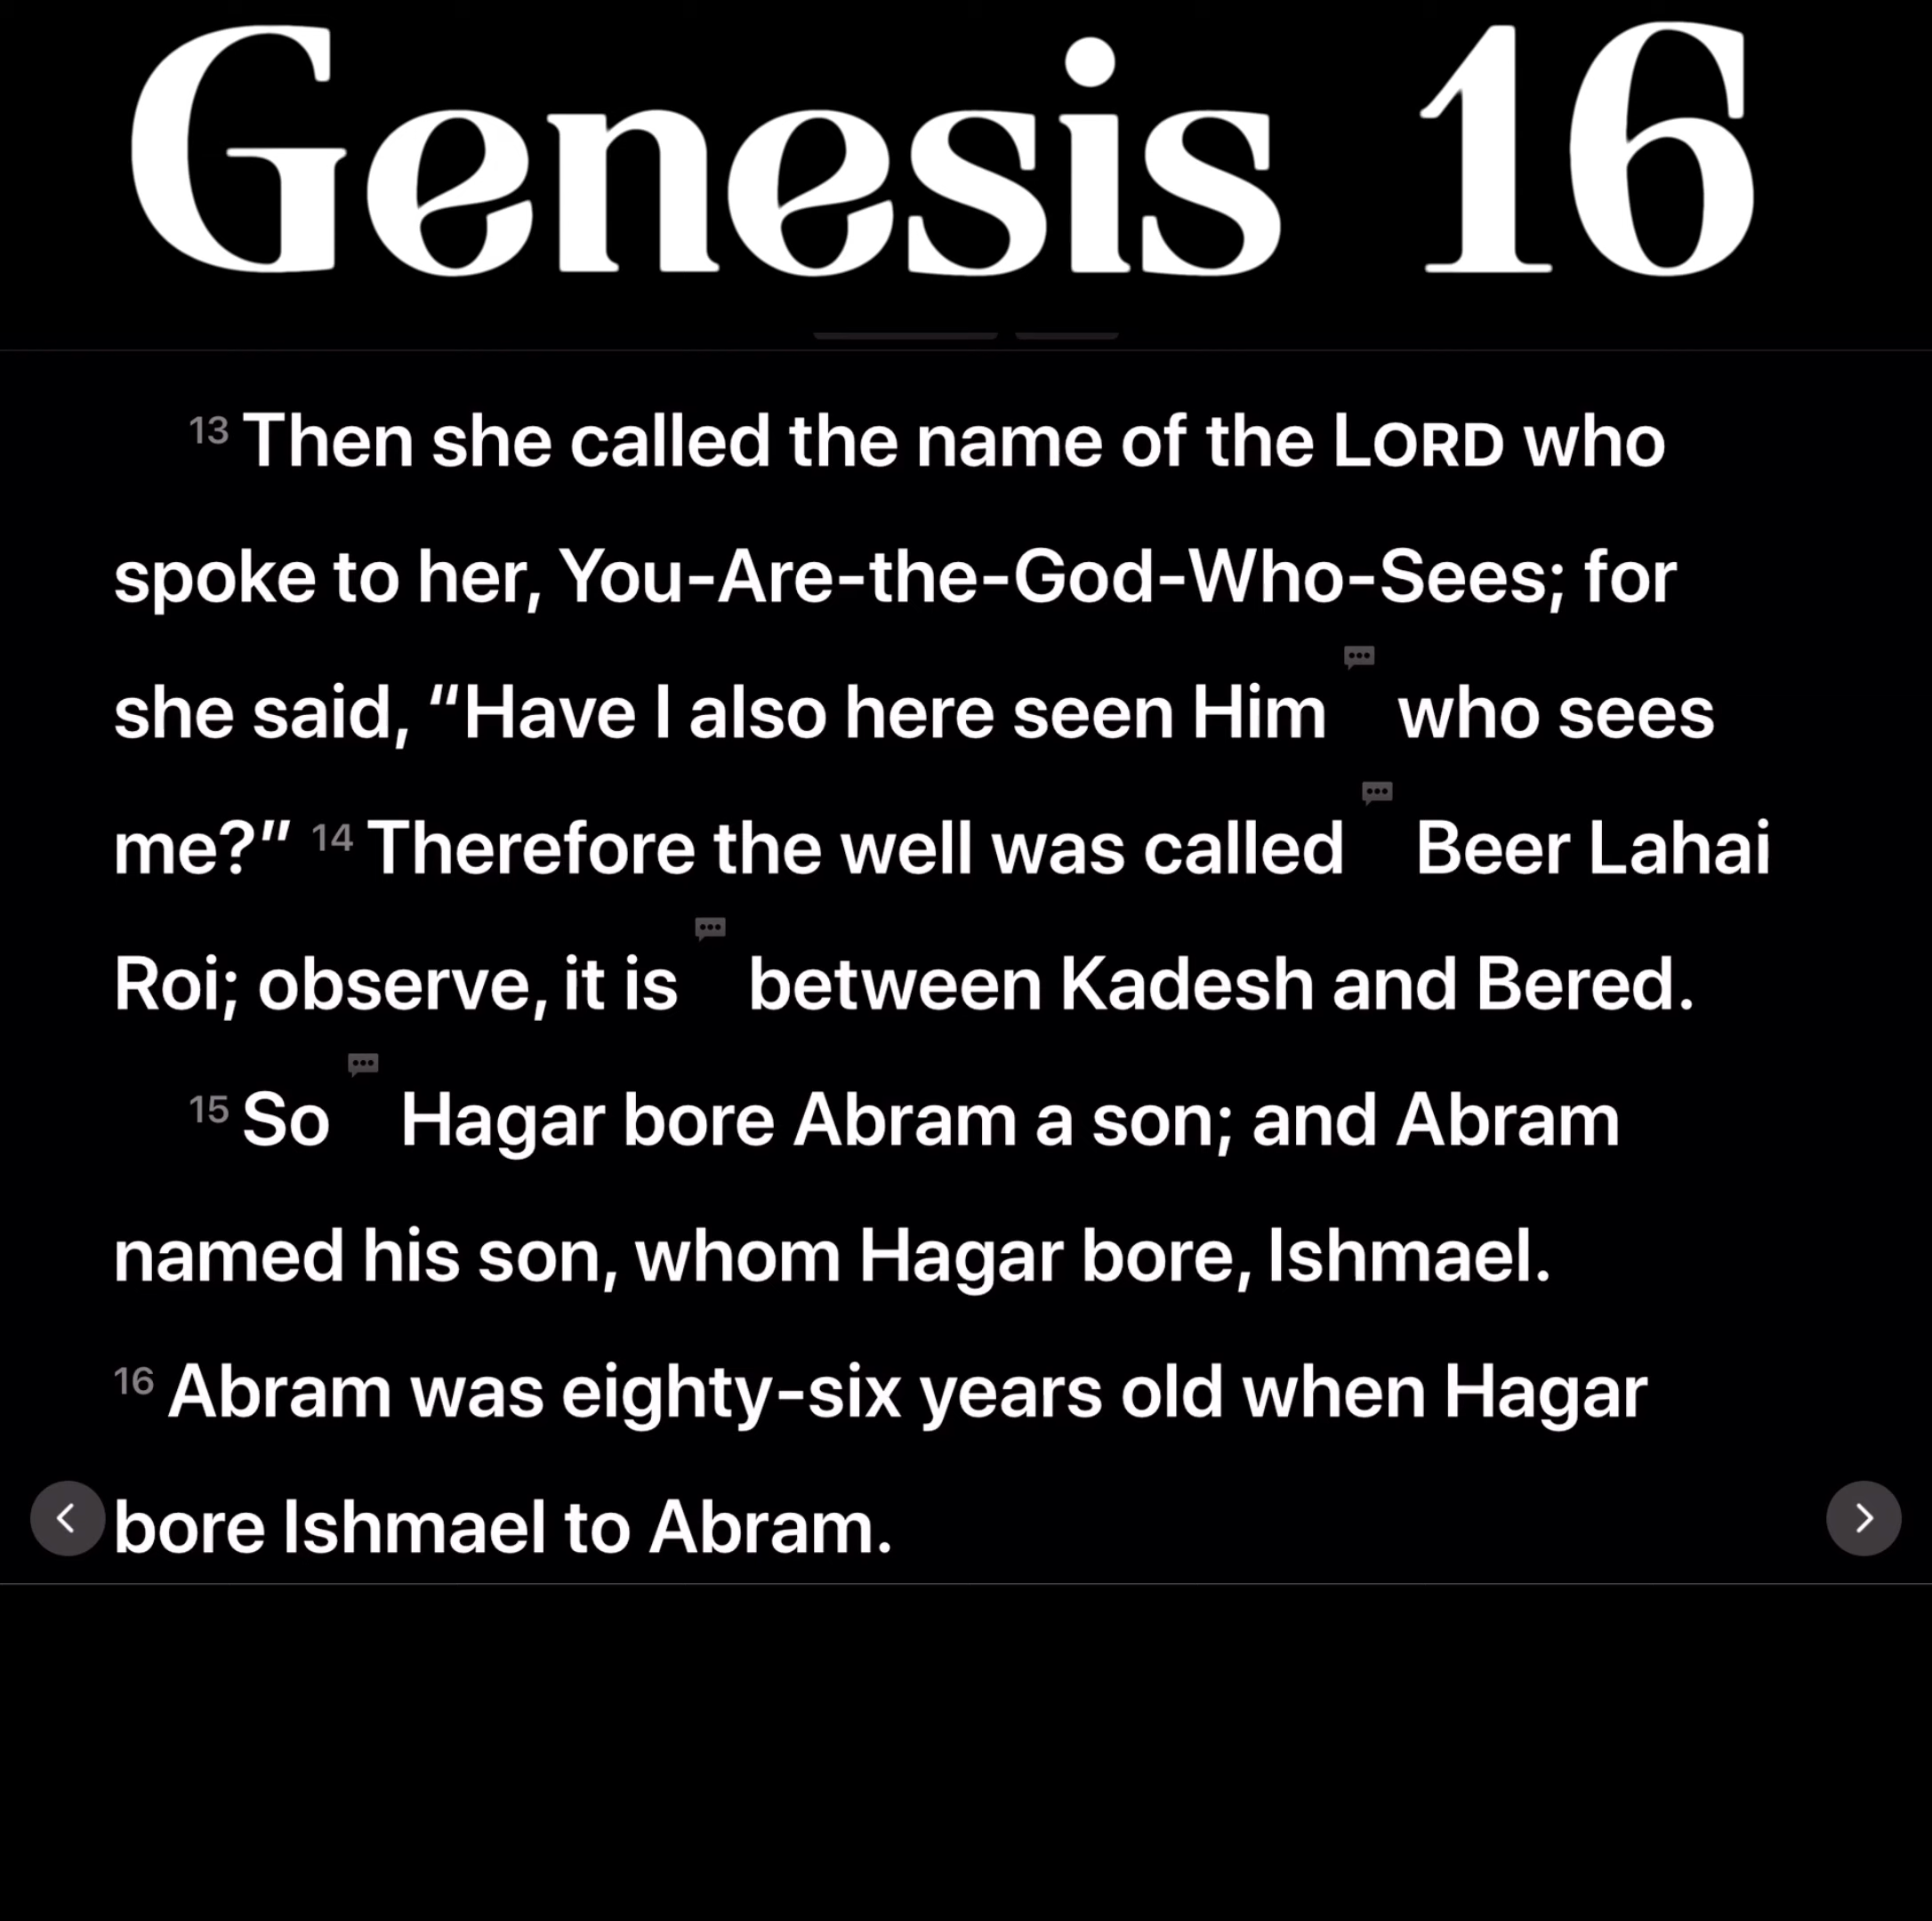 Genesis 16
13 Then she called the name of the LORD who
spoke to her, You-Are-the-God-Who-Sees; for
she said, “Have I also here seen Him who sees
me?” 14 Therefore the well was called Beer Lahai
Roi; observe, it is between Kadesh and Bered.
15 So Hagar bore Abram a son; and Abram
named his son, whom Hagar bore, Ishmael.
16 Abram was eighty-six years old when Hagar
bore Ishmael to Abram.